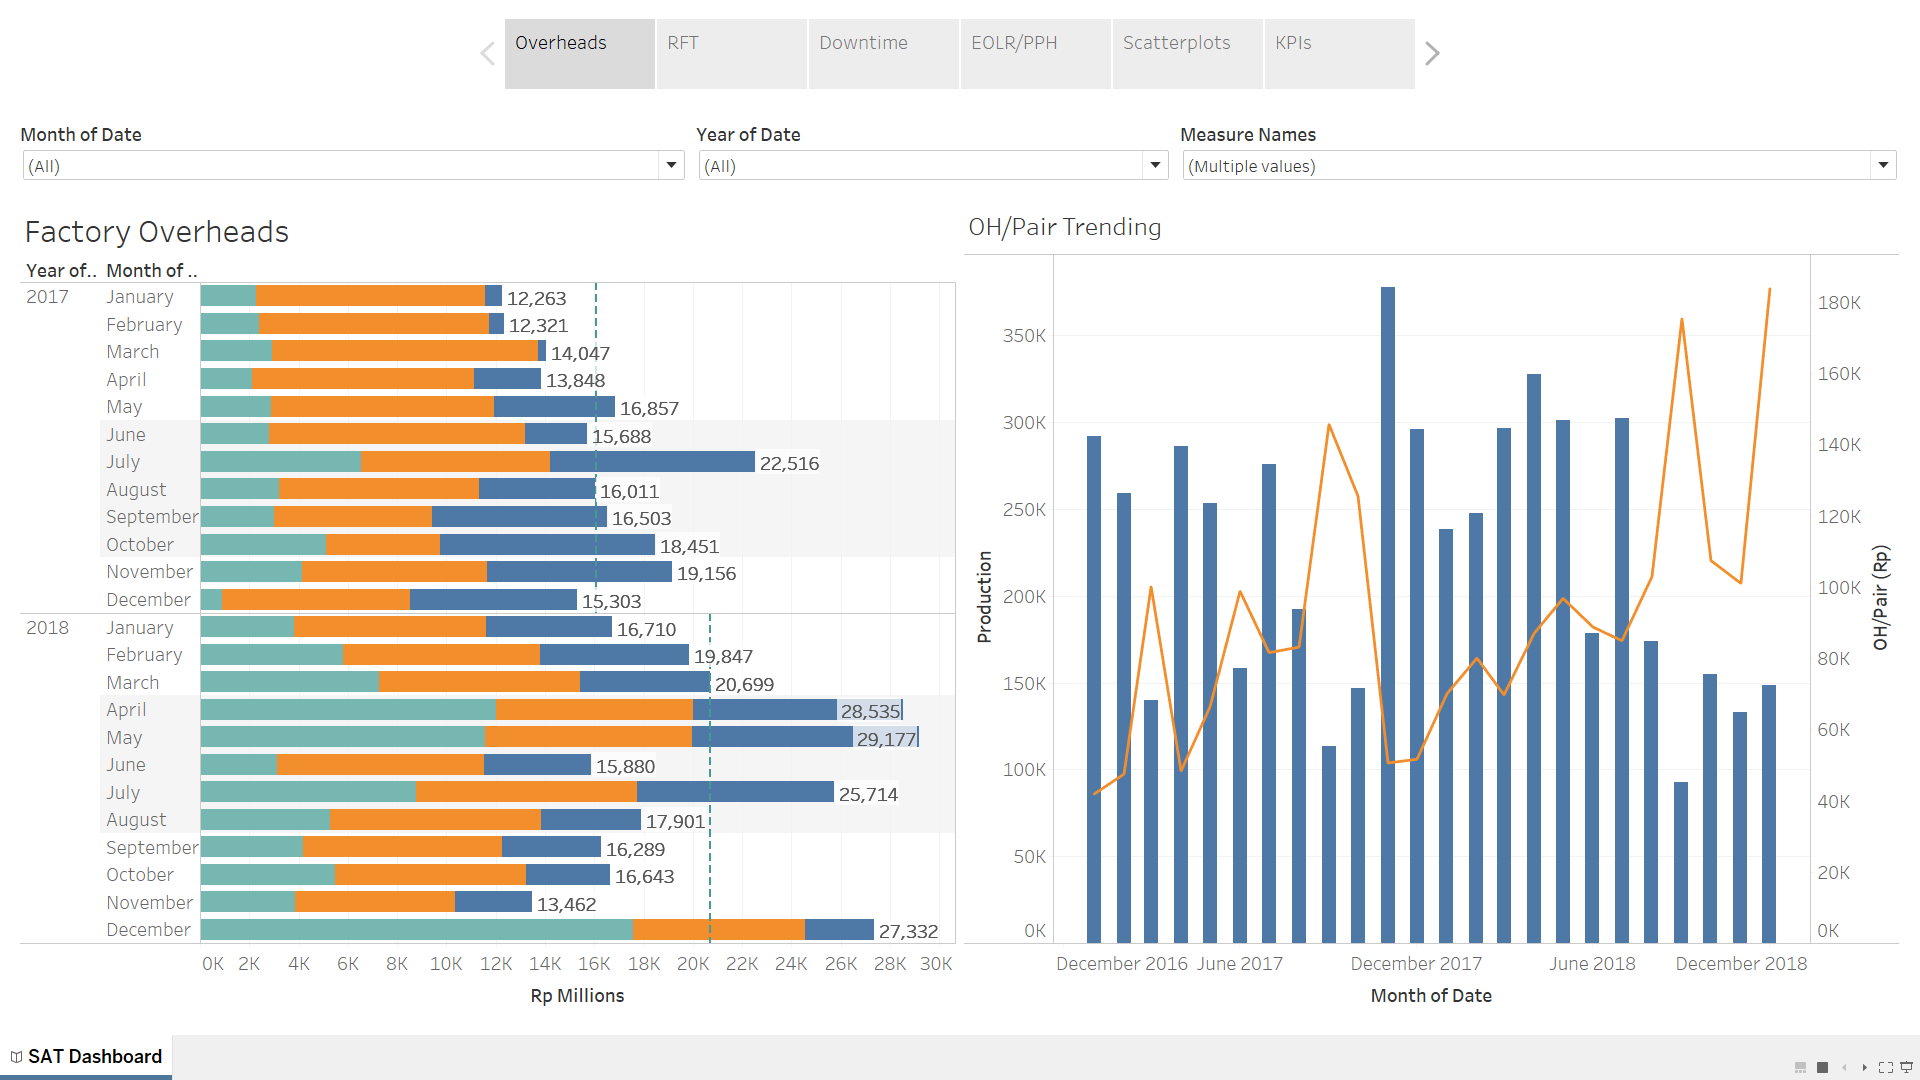 Overheads
RFT
Downtime
EOLR/PPH
Scatterplots
KPIs
Month of Date
(All)
Year of Date
(All)
Measure Names
(Multiple values)
Factory Overheads
Year of..
Month of ..
2017
January
12,263
February
12,321
March
14,047
April
13,848
May
16,857
June
15,688
July
22,516
August
16,011
September
16,503
October
18,451
November
19,156
December
15,303
2018
January
16,710
February
19,847
March
20,699
April
28,535
May
29,177
June
15,880
July
25,714
August
17,901
September
16,289
October
16,643
November
13,462
December
27,332
0K
2K
4K
6K
8K
10K
12K
14K
16K
18K
20K
22K
24K
26K
28K
30K
Rp Millions
OH/Pair Trending
Production
350K
300K
250K
200K
150K
100K
50K
0K
180K
160K
140K
120K
100K
80K
60K
40K
20K
0K
OH/Pair (Rp)
December 2016
June 2017
December 2017
June 2018
December 2018
Month of Date
SAT Dashboard